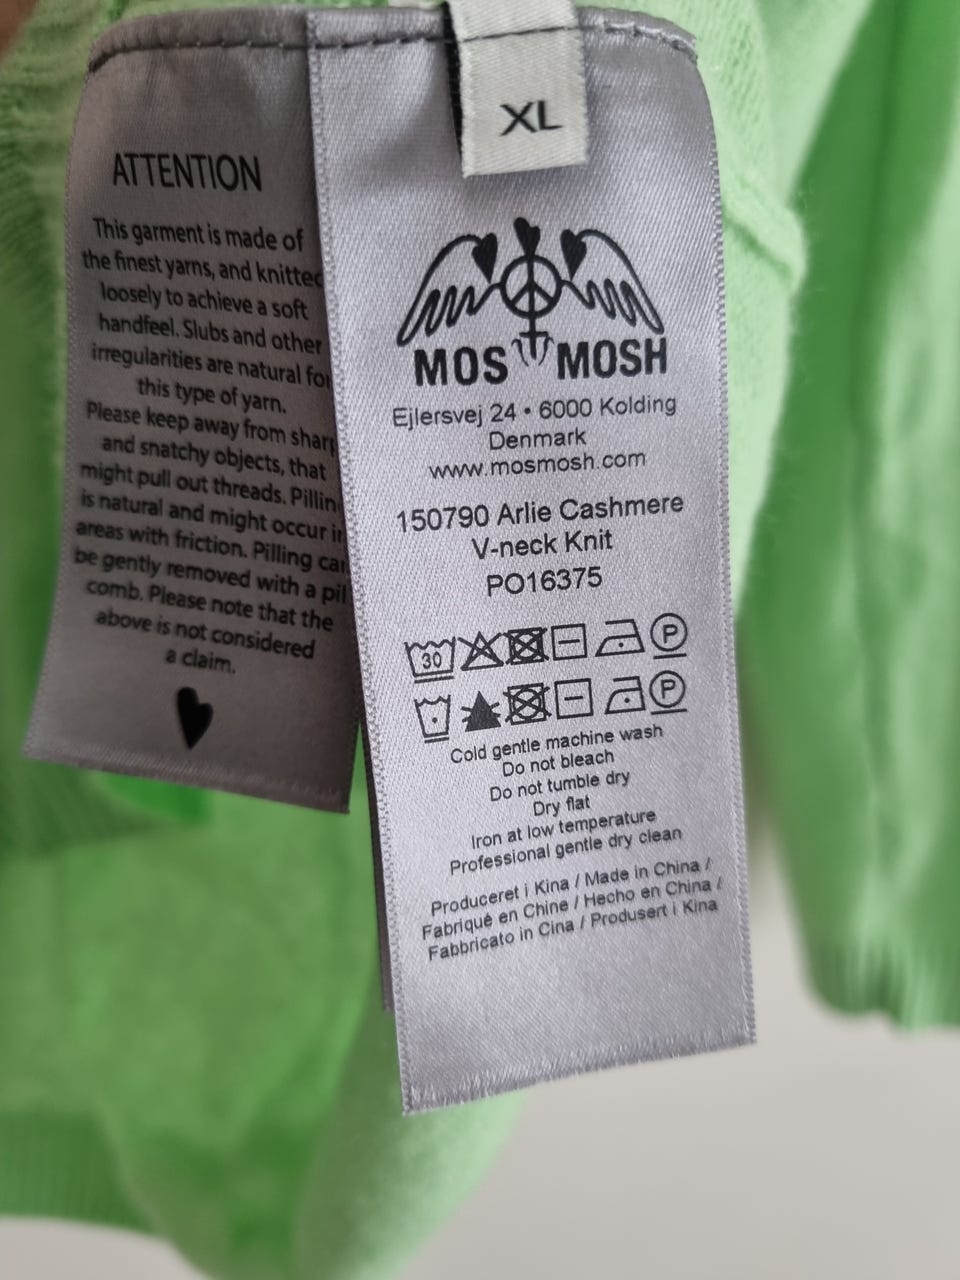 ATTENTION
This garment is made of
the finest yarns, and knitted
loosely to achieve a soft
handfeel. Slubs and other
irregularities are natural for
this type of yarn.
Please keep away from
and snatchy objects, that
might pull out threads.
is natural and might occur
areas with friction. Pilling
be gently removed with a
comb. Please note that the
above is not considered
a claim.
XL
MOS MOSH
Ejlersvej 24 • 6000 Kolding
Denmark
www.mosmosh.com
150790 Arlie Cashmere
V-neck Knit
PO16375
30 P
P
Cold gentle machine wash
Do not bleach
Do not tumble dry
Dry flat
Iron at low temperature
Professional gentle dry clean
Produceret i Kina / Made in China /
Fabriqué en Chine / Hecho en China /
Fabbricato in Cina / Produsert i Kina